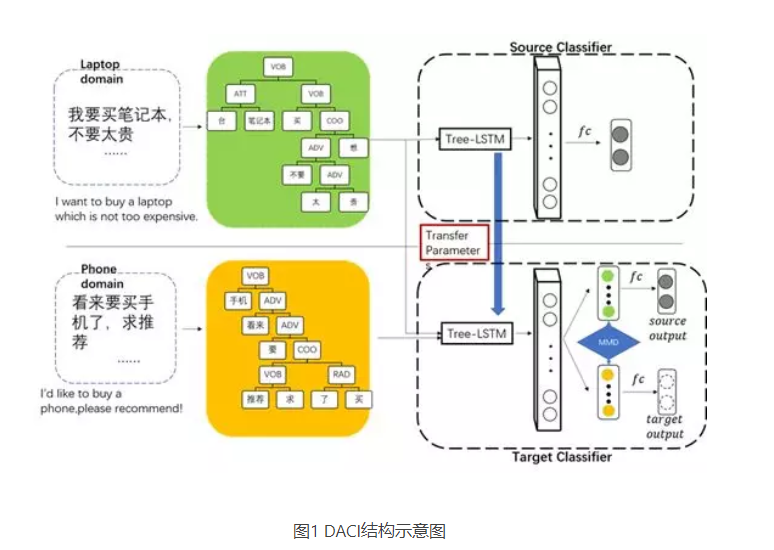 Laptop
domain
我要买笔记本,
不要太贵
......
I want to buy a laptop
which is not too expensive.
VOB
ATT
VOB
台
笔记本
买
COO
ADV
想
不要
ADV
太
贵
Source Classifier
Tree-LSTM
fc
Transfer
Parameter
s
Phone
domain
看来要买手
机了，求推
荐
......
I'd like to buy a
phone,please recommend!
VOB
手机
ADV
看来
ADV
要
COO
VOB
RAD
推荐
求
了
买
Tree-LSTM
fc
source
output
MMD
fc
target
output
Target Classifier
图1 DACI结构示意图